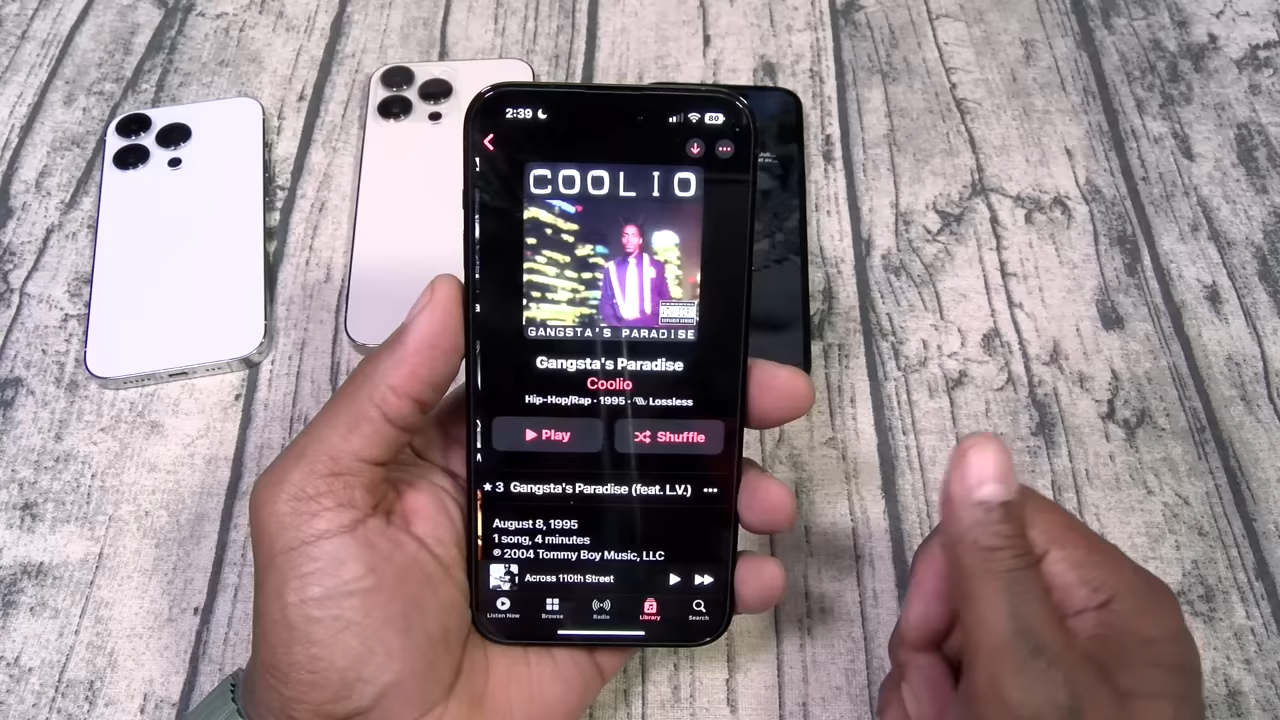 2:39
80
COOLIO
PARENTAL
GANGSTA'S PARADISE
Gangsta's Paradise
Coolio
Hip-Hop/Rap · 1995 · Lossless
Play
Shuffle
★ 3 Gangsta's Paradise (feat. L.V.) •••
August 8, 1995
1 song, 4 minutes
℗ 2004 Tommy Boy Music, LLC
Across 110th Street
Listen Now
Browse
Radio
Library
Search